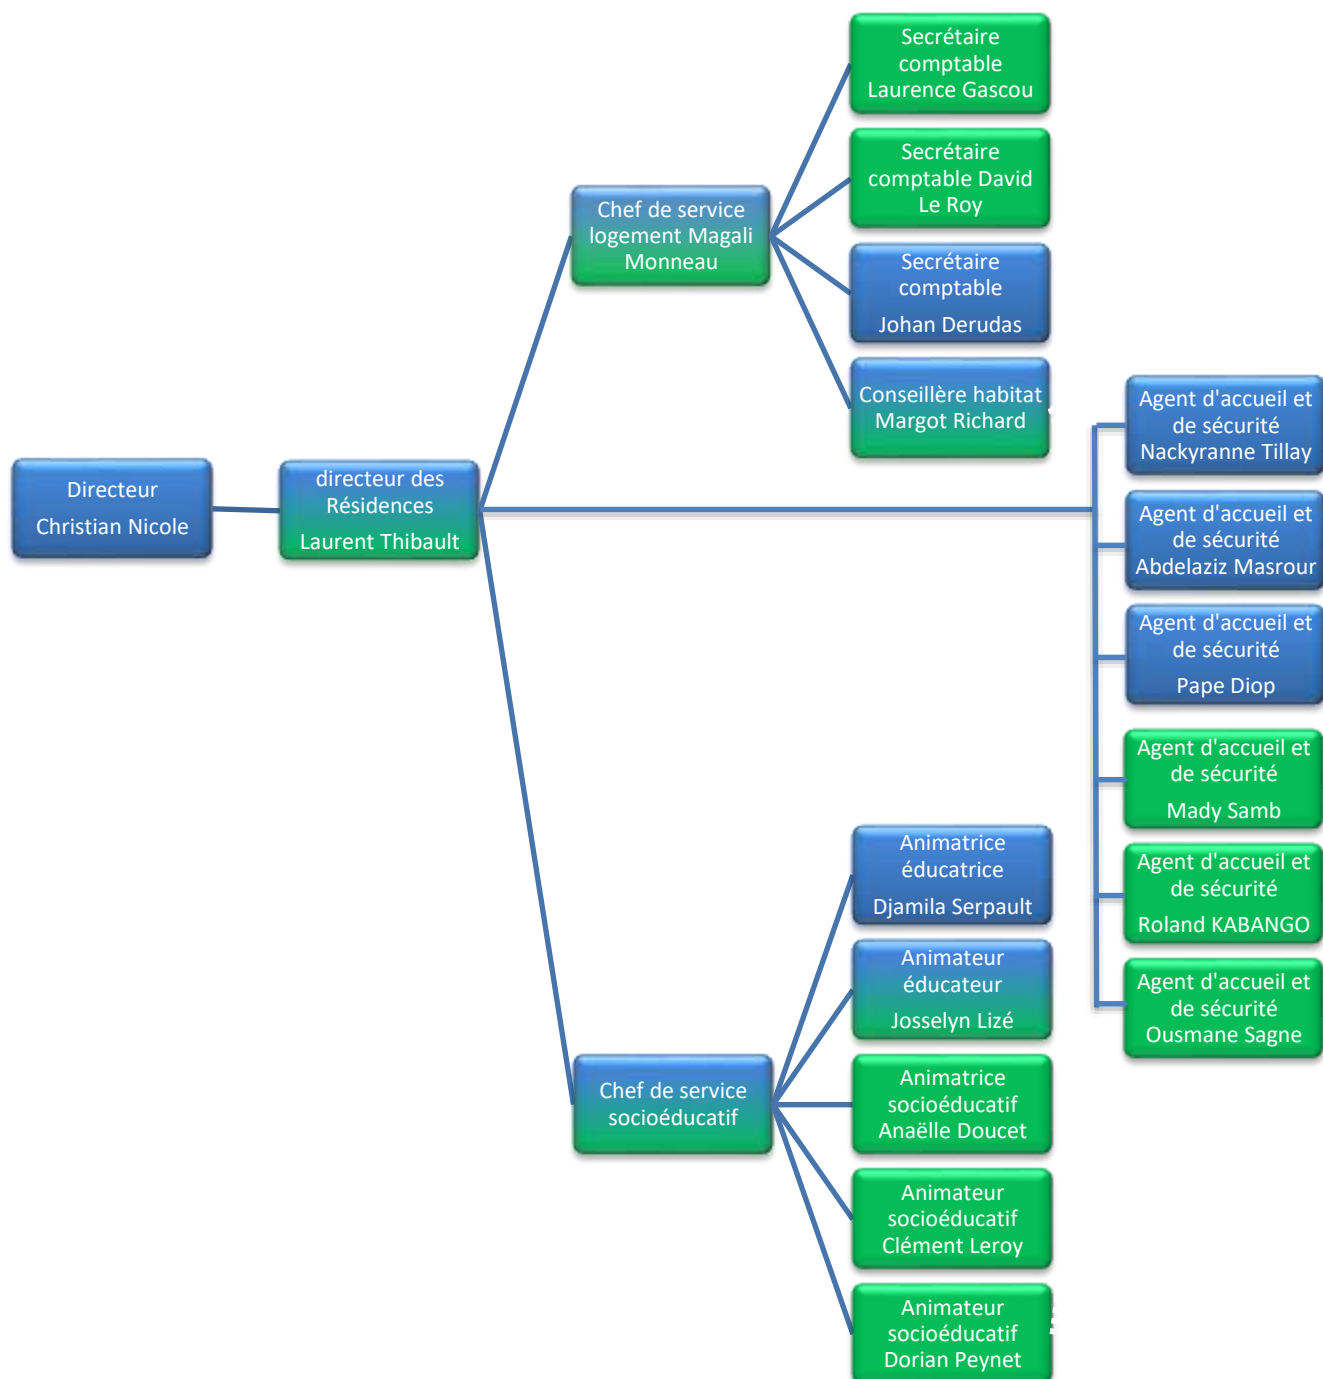 Directeur
Christian Nicole
directeur des
Résidences
Laurent Thibault
Chef de service
logement Magali
Monneau
Secrétaire
comptable
Laurence Gascou
Secrétaire
comptable David
Le Roy
Secrétaire
comptable
Johan Derudas
Conseillère habitat
Margot Richard
Agent d'accueil et
de sécurité
Nackyranne Tillay
Agent d'accueil et
de sécurité
Abdelaziz Masrour
Agent d'accueil et
de sécurité
Pape Diop
Agent d'accueil et
de sécurité
Mady Samb
Agent d'accueil et
de sécurité
Roland KABANGO
Agent d'accueil et
de sécurité
Ousmane Sagne
Chef de service
socioéducatif
Animatrice
éducatrice
Djamila Serpault
Animateur
éducateur
Josselyn Lizé
Animatrice
socioéducatif
Anaëlle Doucet
Animateur
socioéducatif
Clément Leroy
Animateur
socioéducatif
Dorian Peynet